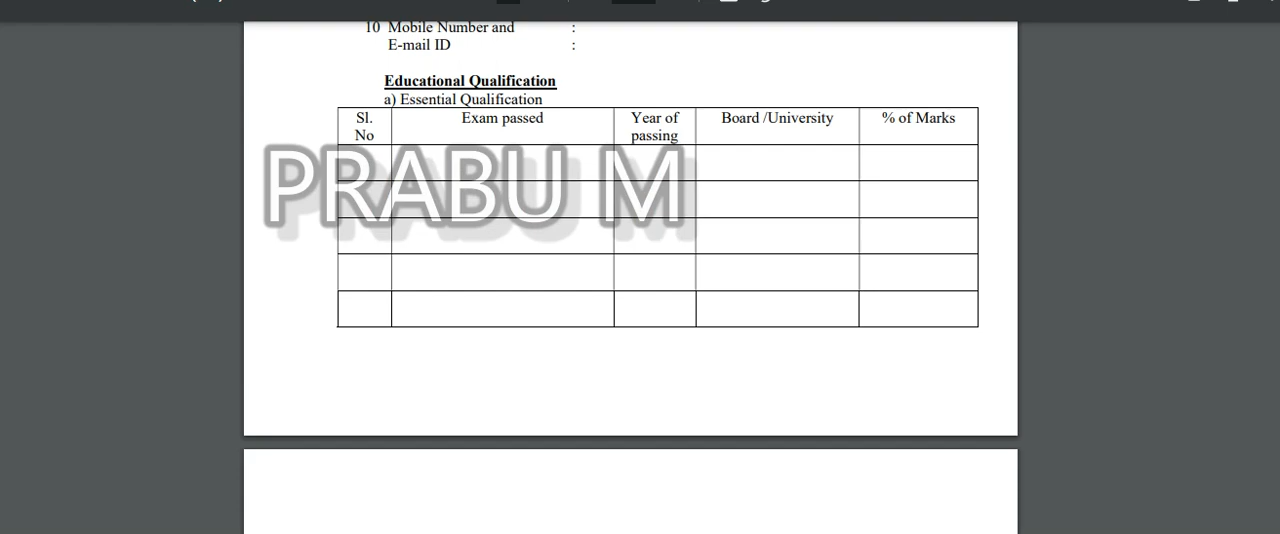 10 Mobile Number and :
E-mail ID :
Educational Qualification
a) Essential Qualification
Sl. No Exam passed Year of passing Board /University % of Marks
PRABU M